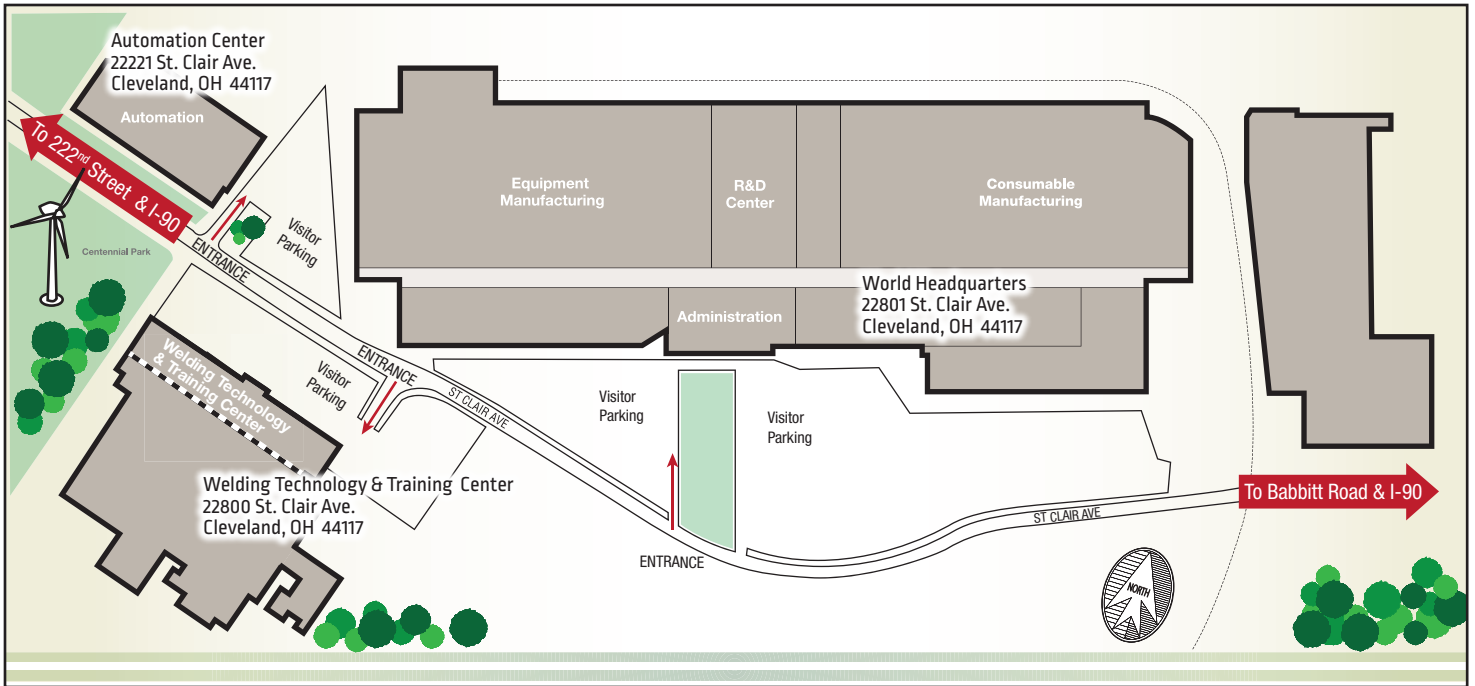 Automation Center
22221 St. Clair Ave.
Cleveland, OH 44117
Automation
To 222nd Street & I-90
Centennial Park
ENTRANCE
Visitor
Parking
Equipment
Manufacturing
R&D
Center
Consumable
Manufacturing
World Headquarters
22801 St. Clair Ave.
Cleveland, OH 44117
Administration
Welding Technology
& Training Center
Visitor
Parking
ENTRANCE
ST CLAIR AVE
Visitor
Parking
Visitor
Parking
Welding Technology & Training Center
22800 St. Clair Ave.
Cleveland, OH 44117
To Babbitt Road & I-90
ST CLAIR AVE
ENTRANCE
NORTH